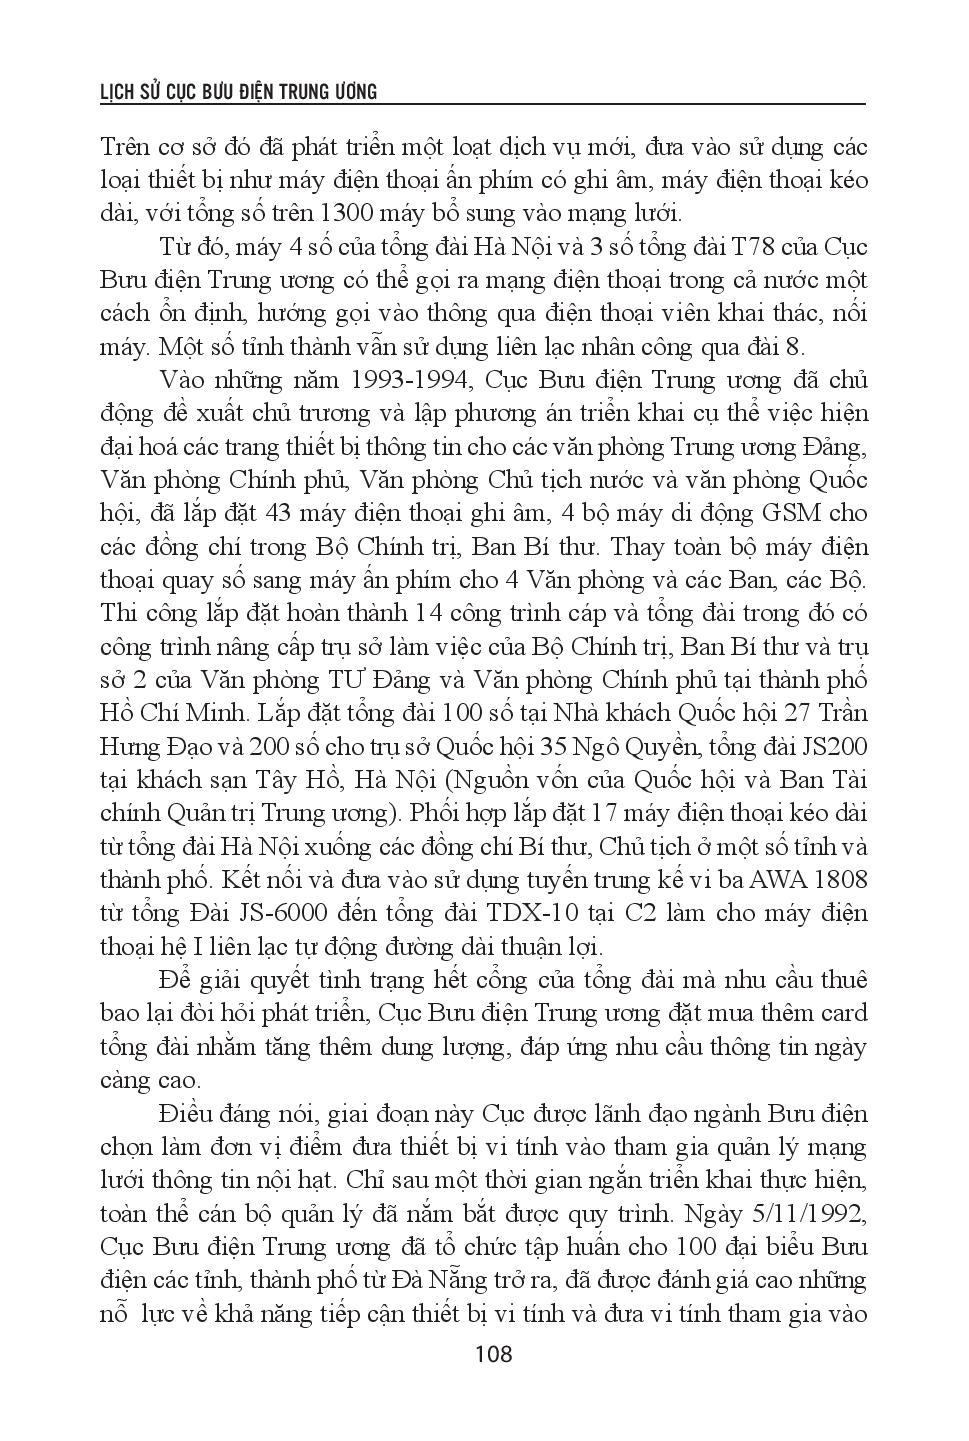 LỊCH SỬ CỤC BƯU ĐIỆN TRUNG ƯƠNG
Trên cơ sở đó đã phát triển một loạt dịch vụ mới, đưa vào sử dụng các
loại thiết bị như máy điện thoại ấn phím có ghi âm, máy điện thoại kéo
dài, với tổng số trên 1300 máy bổ sung vào mạng lưới.
Từ đó, máy 4 số của tổng đài Hà Nội và 3 số tổng đài T78 của Cục
Bưu điện Trung ương có thể gọi ra mạng điện thoại trong cả nước một
cách ổn định, hướng gọi vào thông qua điện thoại viên khai thác, nối
máy. Một số tỉnh thành vẫn sử dụng liên lạc nhân công qua đài 8.
Vào những năm 1993-1994, Cục Bưu điện Trung ương đã chủ
động đề xuất chủ trương và lập phương án triển khai cụ thể việc hiện
đại hoá các trang thiết bị thông tin cho các văn phòng Trung ương Đảng,
Văn phòng Chính phủ, Văn phòng Chủ tịch nước và văn phòng Quốc
hội, đã lắp đặt 43 máy điện thoại ghi âm, 4 bộ máy di động GSM cho
các đồng chí trong Bộ Chính trị, Ban Bí thư. Thay toàn bộ máy điện
thoại quay số sang máy ấn phím cho 4 Văn phòng và các Ban, các Bộ.
Thi công lắp đặt hoàn thành 14 công trình cáp và tổng đài trong đó có
công trình nâng cấp trụ sở làm việc của Bộ Chính trị, Ban Bí thư và trụ
sở 2 của Văn phòng TƯ Đảng và Văn phòng Chính phủ tại thành phố
Hồ Chí Minh. Lắp đặt tổng đài 100 số tại Nhà khách Quốc hội 27 Trần
Hưng Đạo và 200 số cho trụ sở Quốc hội 35 Ngô Quyền, tổng đài JS200
tại khách sạn Tây Hồ, Hà Nội (Nguồn vốn của Quốc hội và Ban Tài
chính Quản trị Trung ương). Phối hợp lắp đặt 17 máy điện thoại kéo dài
từ tổng đài Hà Nội xuống các đồng chí Bí thư, Chủ tịch ở một số tỉnh và
thành phố. Kết nối và đưa vào sử dụng tuyến trung kế vi ba AWA 1808
từ tổng Đài JS-6000 đến tổng đài TDX-10 tại C2 làm cho máy điện
thoại hệ I liên lạc tự động đường dài thuận lợi.
Để giải quyết tình trạng hết cổng của tổng đài mà nhu cầu thuê
bao lại đòi hỏi phát triển, Cục Bưu điện Trung ương đặt mua thêm card
tổng đài nhằm tăng thêm dung lượng, đáp ứng nhu cầu thông tin ngày
càng cao.
Điều đáng nói, giai đoạn này Cục được lãnh đạo ngành Bưu điện
chọn làm đơn vị điểm đưa thiết bị vi tính vào tham gia quản lý mạng
lưới thông tin nội hạt. Chỉ sau một thời gian ngắn triển khai thực hiện,
toàn thể cán bộ quản lý đã nắm bắt được quy trình. Ngày 5/11/1992,
Cục Bưu điện Trung ương đã tổ chức tập huấn cho 100 đại biểu Bưu
điện các tỉnh, thành phố từ Đà Nẵng trở ra, đã được đánh giá cao những
nỗ lực về khả năng tiếp cận thiết bị vi tính và đưa vi tính tham gia vào
108